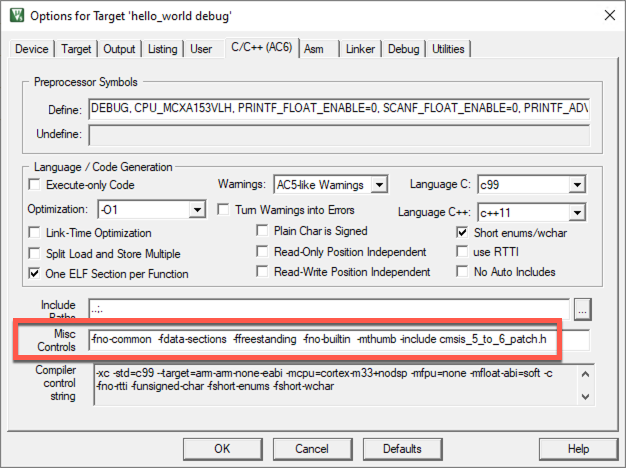 Options for Target 'hello_world debug'
Device Target Output Listing User C/C++ (AC6) Asm Linker Debug Utilities
Preprocessor Symbols
Define: DEBUG, CPU_MCXA153VLH, PRINTF_FLOAT_ENABLE=0, SCANF_FLOAT_ENABLE=0, PRINTF_ADV
Undefine:
Language / Code Generation
Execute-only Code Warnings: AC5-like Warnings Language C: c99
Optimization: -O1 Turn Warnings into Errors Language C++: c++11
Link-Time Optimization Plain Char is Signed Short enums/wchar
Split Load and Store Multiple Read-Only Position Independent use RTTI
One ELF Section per Function Read-Write Position Independent No Auto Includes
Include
Paths ..;. ...
Misc
Controls -fno-common -fdata-sections -ffreestanding -fno-builtin -mthumb -include cmsis_5_to_6_patch.h
Compiler
control
string
-xc -std=c99 --target=arm-arm-none-eabi -mcpu=cortex-m33+nodsp -mfpu=none -mfloat-abi=soft -c
-fno-rtti -funsigned-char -fshort-enums -fshort-wchar
OK Cancel Defaults Help